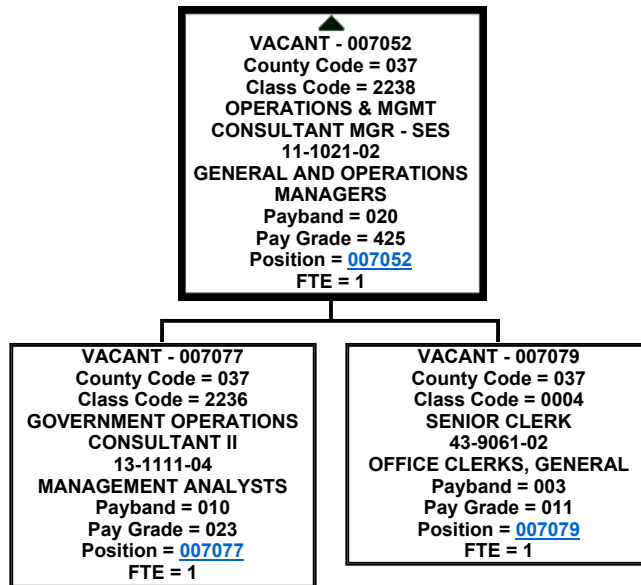 VACANT - 007052
County Code = 037
Class Code = 2238
OPERATIONS & MGMT
CONSULTANT MGR - SES
11-1021-02
GENERAL AND OPERATIONS
MANAGERS
Payband = 020
Pay Grade = 425
Position = 007052
FTE = 1
VACANT - 007077
County Code = 037
Class Code = 2236
GOVERNMENT OPERATIONS
CONSULTANT II
13-1111-04
MANAGEMENT ANALYSTS
Payband = 010
Pay Grade = 023
Position = 007077
FTE = 1
VACANT - 007079
County Code = 037
Class Code = 0004
SENIOR CLERK
43-9061-02
OFFICE CLERKS, GENERAL
Payband = 003
Pay Grade = 011
Position = 007079
FTE = 1